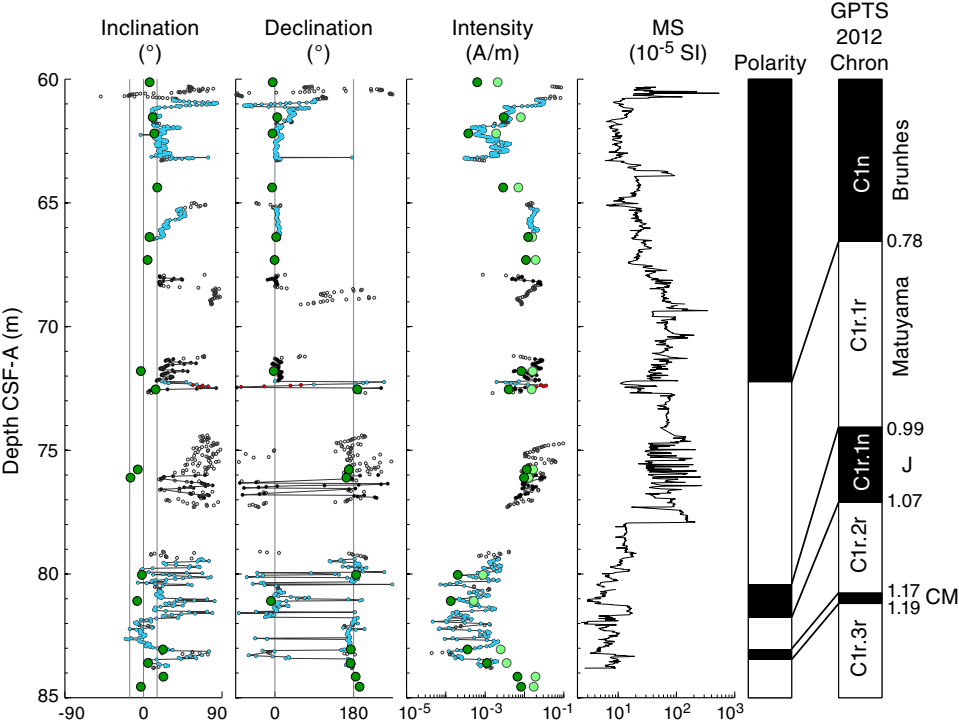 Inclination
(°)
Declination
(°)
Intensity
(A/m)
MS
(10-5 SI)
Polarity
GPTS
2012
Chron
Depth CSF-A (m)
60
65
70
75
80
85
-90
0
90
0
180
10-5
10-3
10-1
101
102
103
C1n
Brunhes
0.78
C1r.1r
Matuyama
0.99
C1r.1n
J
1.07
C1r.2r
1.17
CM
1.19
C1r.3r